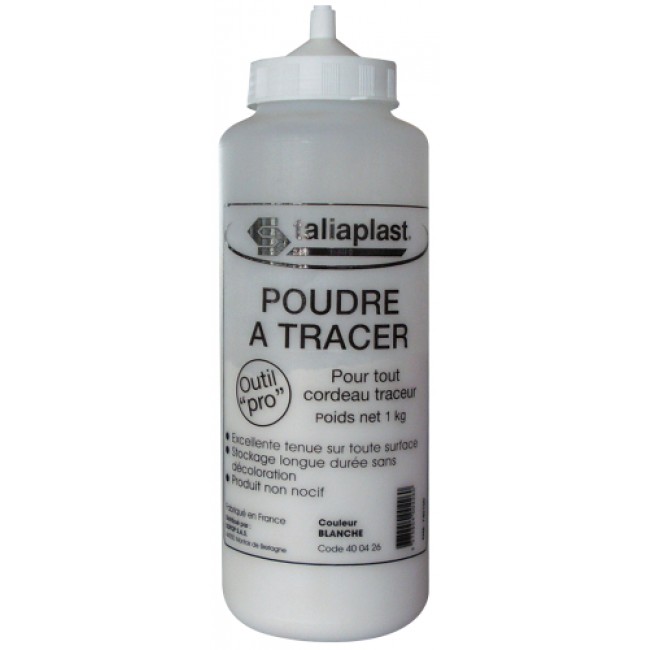 taliaplast
POUDRE
A TRACER
Outil
"pro"
Pour tout
cordeau traceur
Poids net 1 kg
• Excellente tenue sur toute surface
• Stockage longue durée sans
décoloration
• Produit non nocif
Fabriqué en France
Couleur
BLANCHE
Code 40 04 26